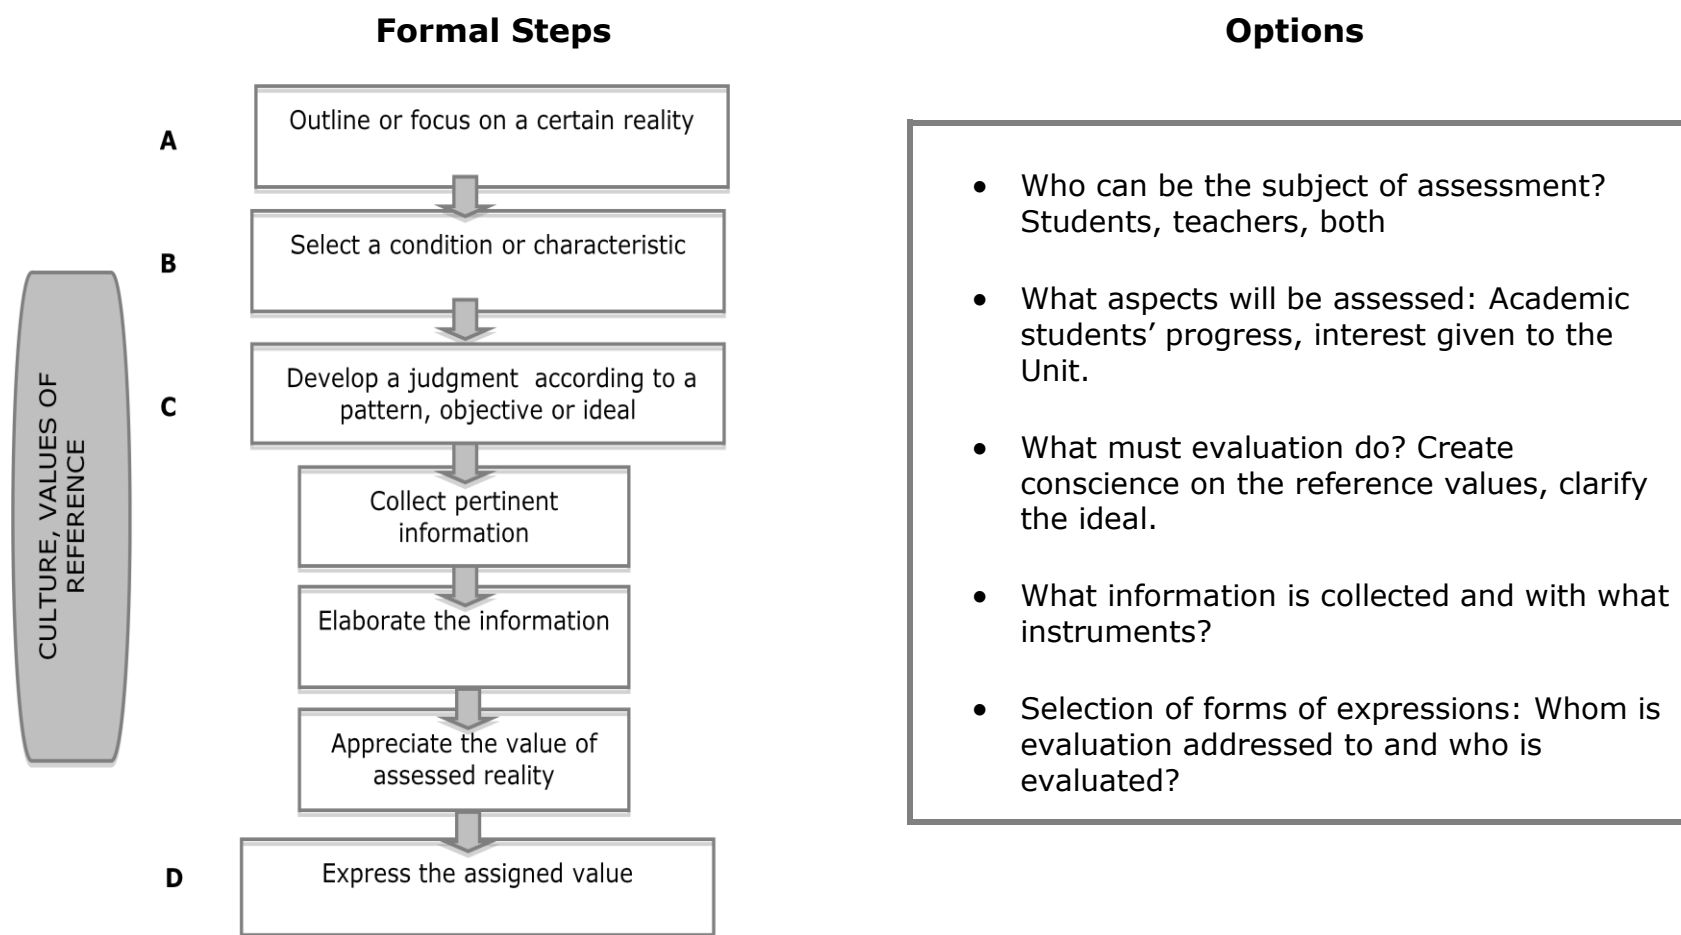 Formal Steps
Options
A
Outline or focus on a certain reality
B
Select a condition or characteristic
C
Develop a judgment according to a
pattern, objective or ideal
Collect pertinent
information
Elaborate the information
Appreciate the value of
assessed reality
D
Express the assigned value
CULTURE, VALUES OF
REFERENCE
• Who can be the subject of assessment?
Students, teachers, both
• What aspects will be assessed: Academic
students’ progress, interest given to the
Unit.
• What must evaluation do? Create
conscience on the reference values, clarify
the ideal.
• What information is collected and with what
instruments?
• Selection of forms of expressions: Whom is
evaluation addressed to and who is
evaluated?